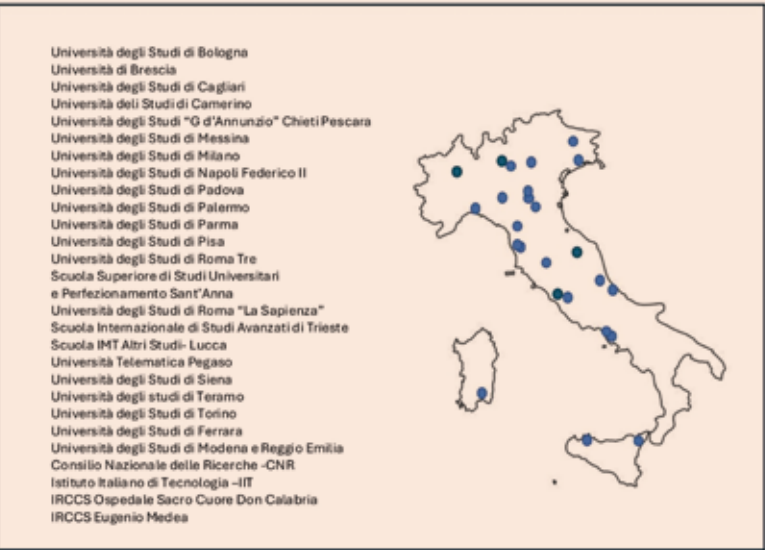 Università degli Studi di Bologna
Università di Brescia
Università degli Studi di Cagliari
Università deli Studi di Camerino
Università degli Studi "G d'Annunzio" Chieti Pescara
Università degli Studi di Messina
Università degli Studi di Milano
Università degli Studi di Napoli Federico II
Università degli Studi di Padova
Università degli Studi di Palermo
Università degli Studi di Parma
Università degli Studi di Pisa
Università degli Studi di Roma Tre
Scuola Superiore di Studi Universitari
e Perfezionamento Sant'Anna
Università degli Studi di Roma "La Sapienza"
Scuola Internazionale di Studi Avanzati di Trieste
Scuola IMT Altri Studi- Lucca
Università Telematica Pegaso
Università degli Studi di Siena
Università degli studi di Teramo
Università degli Studi di Torino
Università degli Studi di Ferrara
Università degli Studi di Modena e Reggio Emilia
Consilio Nazionale delle Ricerche -CNR
Istituto Italiano di Tecnologia –IIT
IRCCS Ospedale Sacro Cuore Don Calabria
IRCCS Eugenio Medea